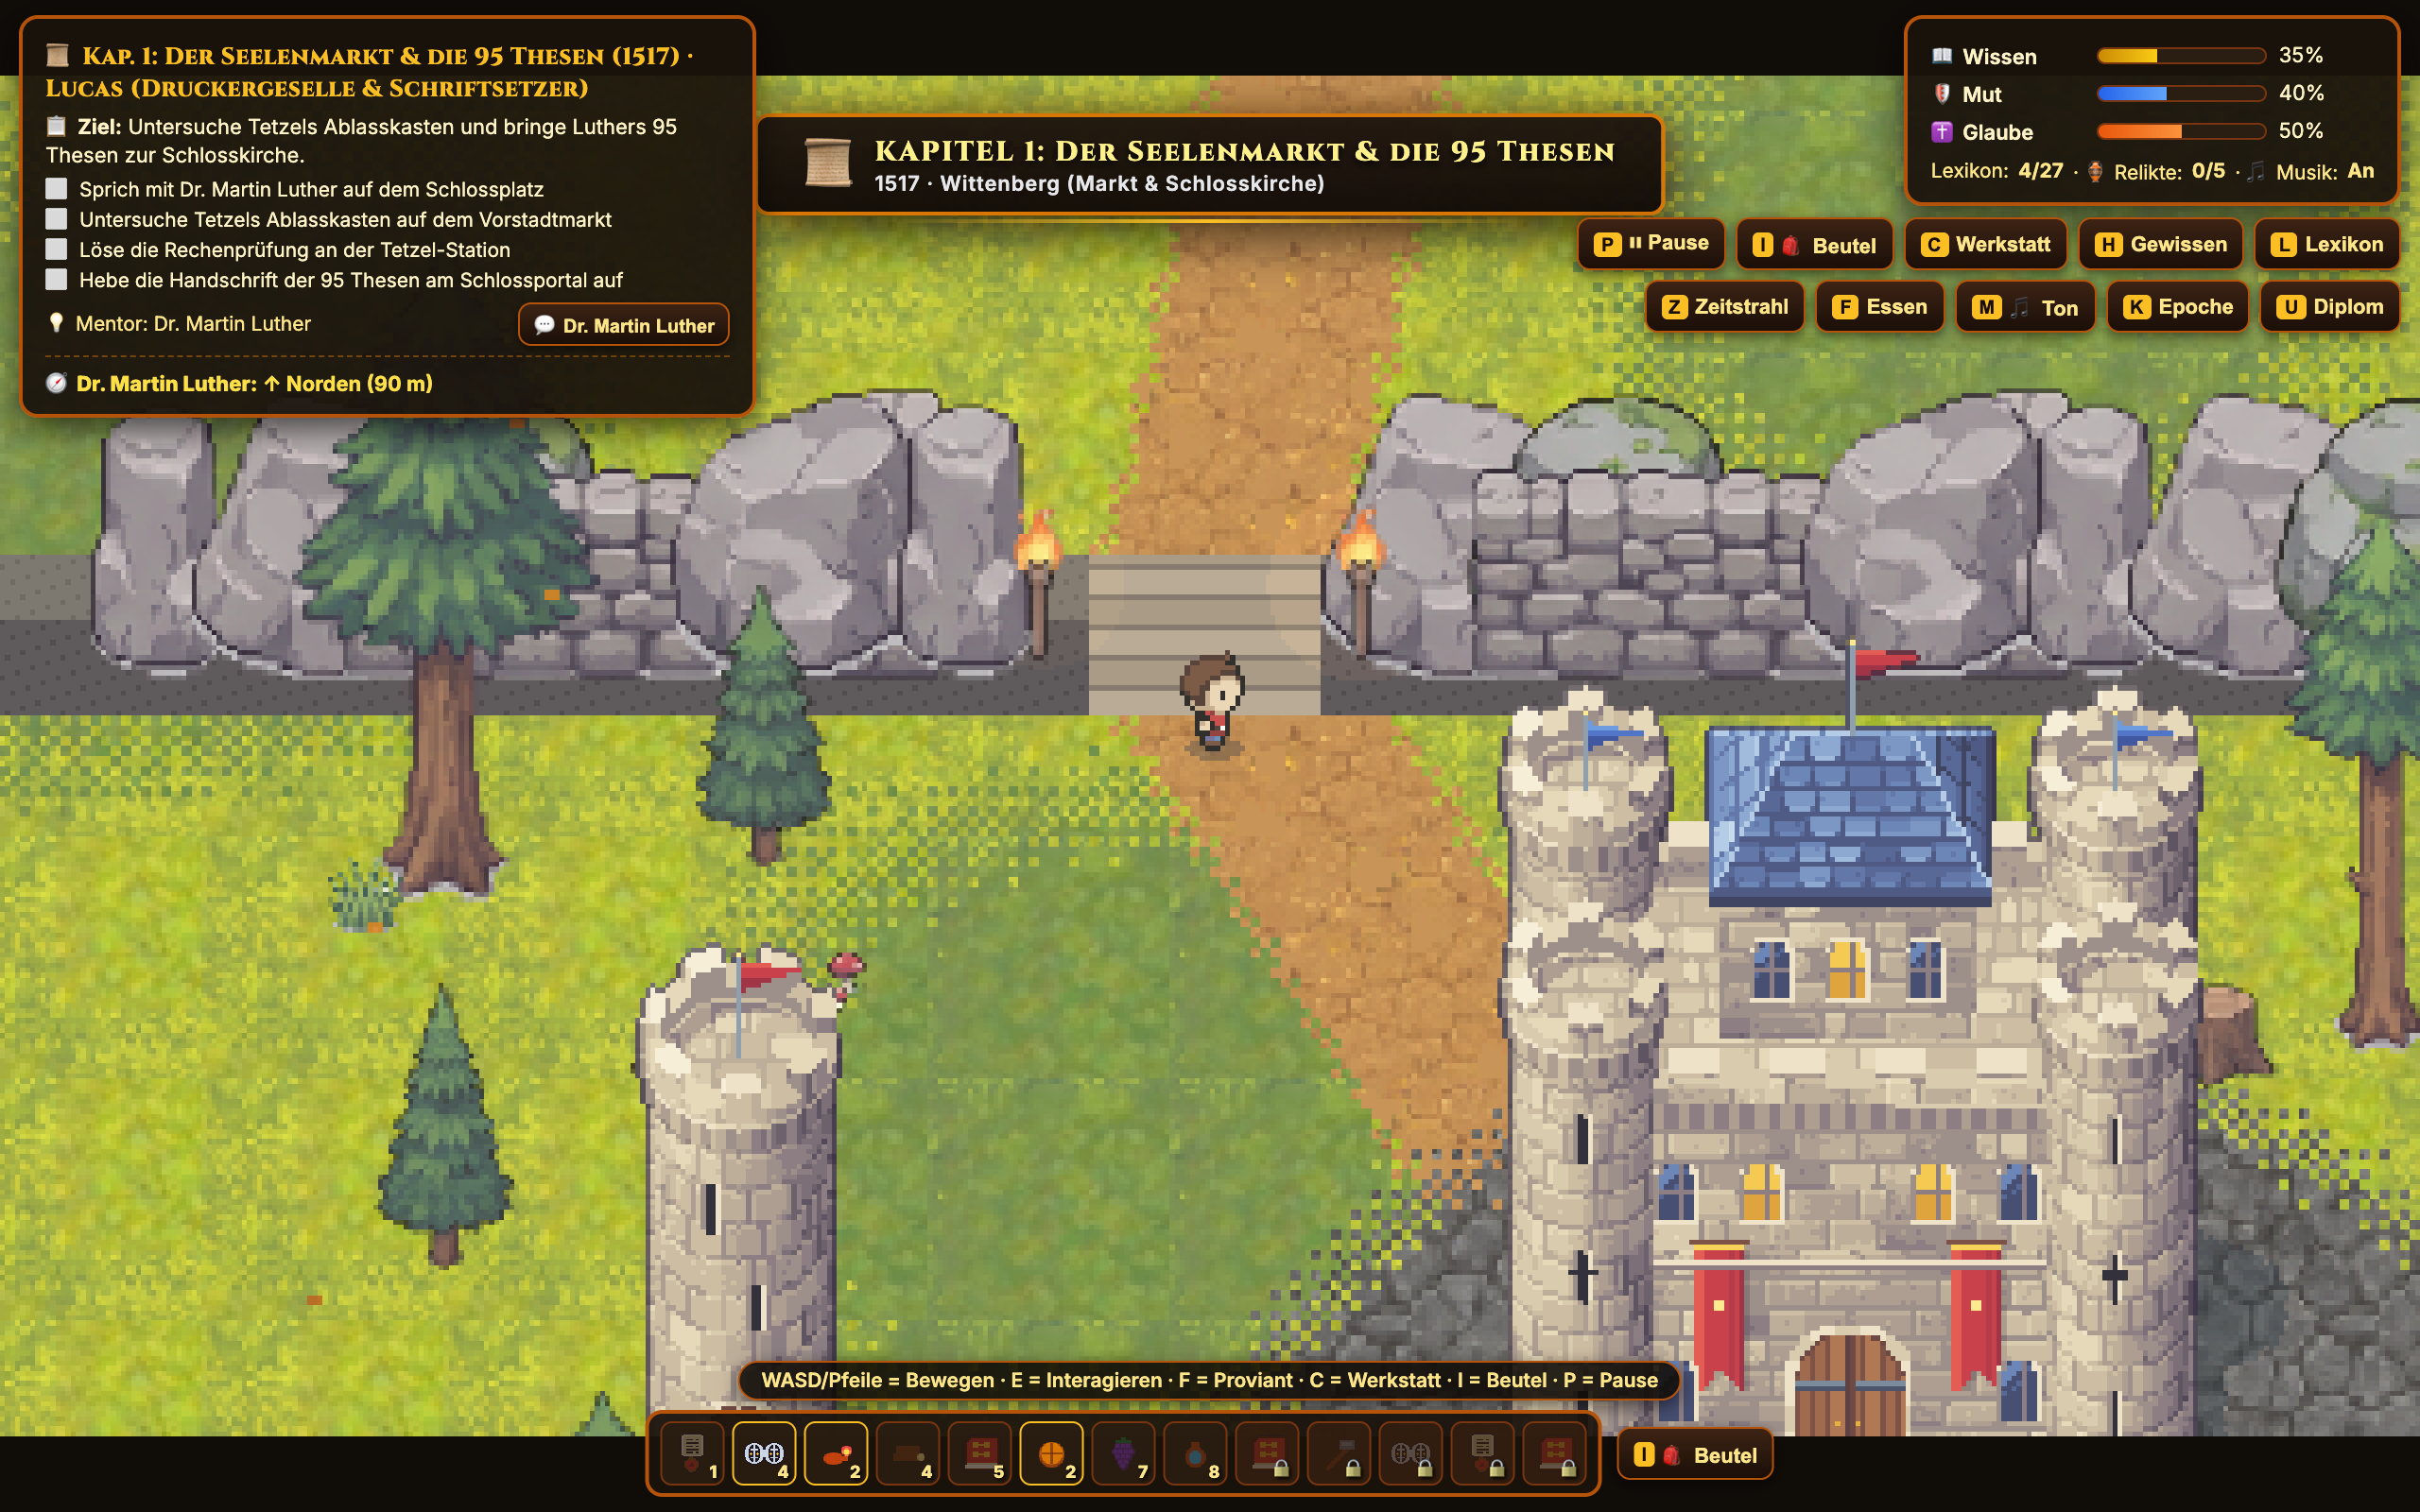 Kap. 1: Der Seelenmarkt & die 95 Thesen (1517) ·
Lucas (Druckergeselle & Schriftsetzer)
Ziel: Untersuche Tetzels Ablasskasten und bringe Luthers 95
Thesen zur Schlosskirche.
Sprich mit Dr. Martin Luther auf dem Schlossplatz
Untersuche Tetzels Ablasskasten auf dem Vorstadtmarkt
Löse die Rechenprüfung an der Tetzel-Station
Hebe die Handschrift der 95 Thesen am Schlossportal auf
Mentor: Dr. Martin Luther
Dr. Martin Luther
Dr. Martin Luther: ↑ Norden (90 m)
KAPITEL 1: Der Seelenmarkt & die 95 Thesen
1517 · Wittenberg (Markt & Schlosskirche)
Wissen 35%
Mut 40%
Glaube 50%
Lexikon: 4/27 · Relikte: 0/5 · Musik: An
P Pause
I Beutel
C Werkstatt
H Gewissen
L Lexikon
Z Zeitstrahl
F Essen
M Ton
K Epoche
U Diplom
WASD/Pfeile = Bewegen · E = Interagieren · F = Proviant · C = Werkstatt · I = Beutel · P = Pause
1 4 2 4 5 2 7 8
I Beutel